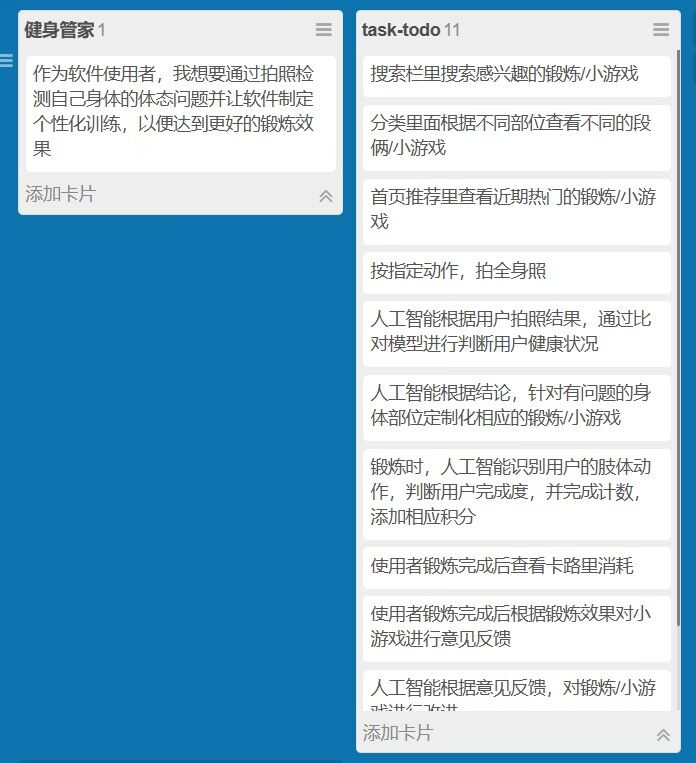 健身管家 1
作为软件使用者，我想要通过拍照检
测自己身体的体态问题并让软件制定
个性化训练，以便达到更好的锻炼效
果
添加卡片
task-todo 11
搜索栏里搜索感兴趣的锻炼/小游戏
分类里面根据不同部位查看不同的段
俩/小游戏
首页推荐里查看近期热门的锻炼/小游
戏
按指定动作，拍全身照
人工智能根据用户拍照结果，通过比
对模型进行判断用户健康状况
人工智能根据结论，针对有问题的身
体部位定制化相应的锻炼/小游戏
锻炼时，人工智能识别用户的肢体动
作，判断用户完成度，并完成计数，
添加相应积分
使用者锻炼完成后查看卡路里消耗
使用者锻炼完成后根据锻炼效果对小
游戏进行意见反馈
人工智能根据意见反馈，对锻炼/小游
戏进行改进
添加卡片